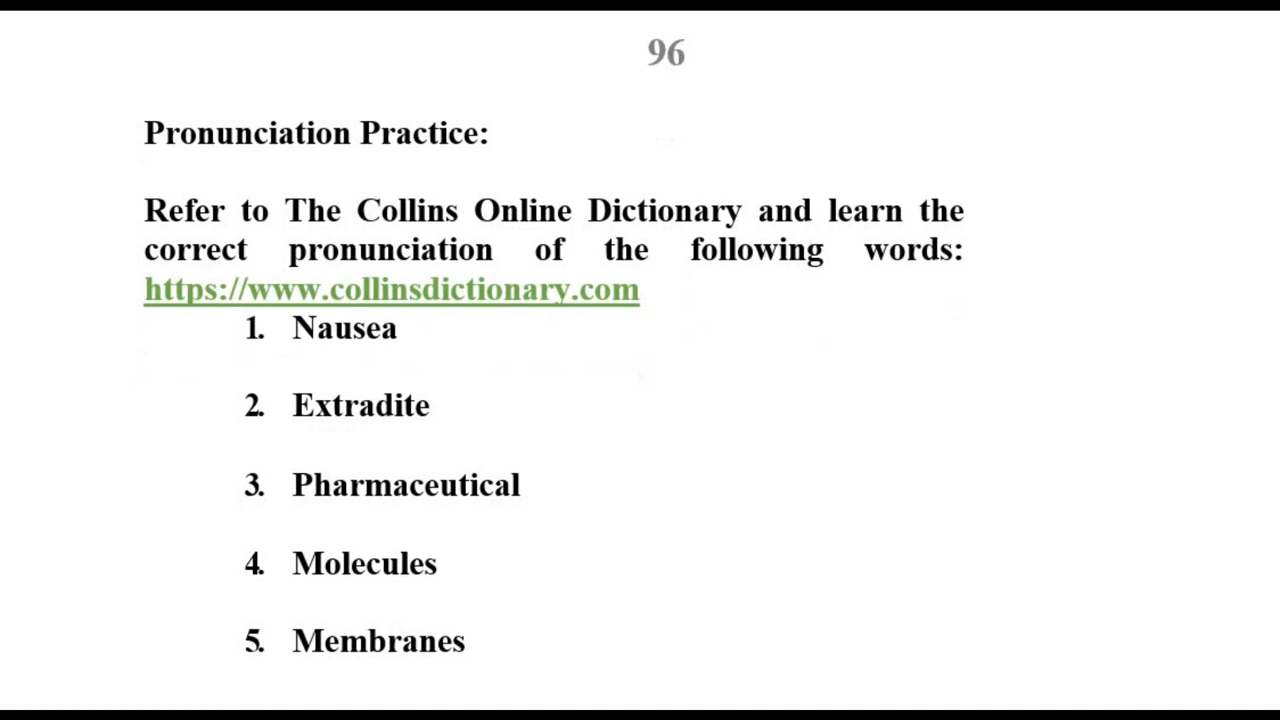 96
Pronunciation Practice:
Refer to The Collins Online Dictionary and learn the
correct pronunciation of the following words:
https://www.collinsdictionary.com
1. Nausea
2. Extradite
3. Pharmaceutical
4. Molecules
5. Membranes